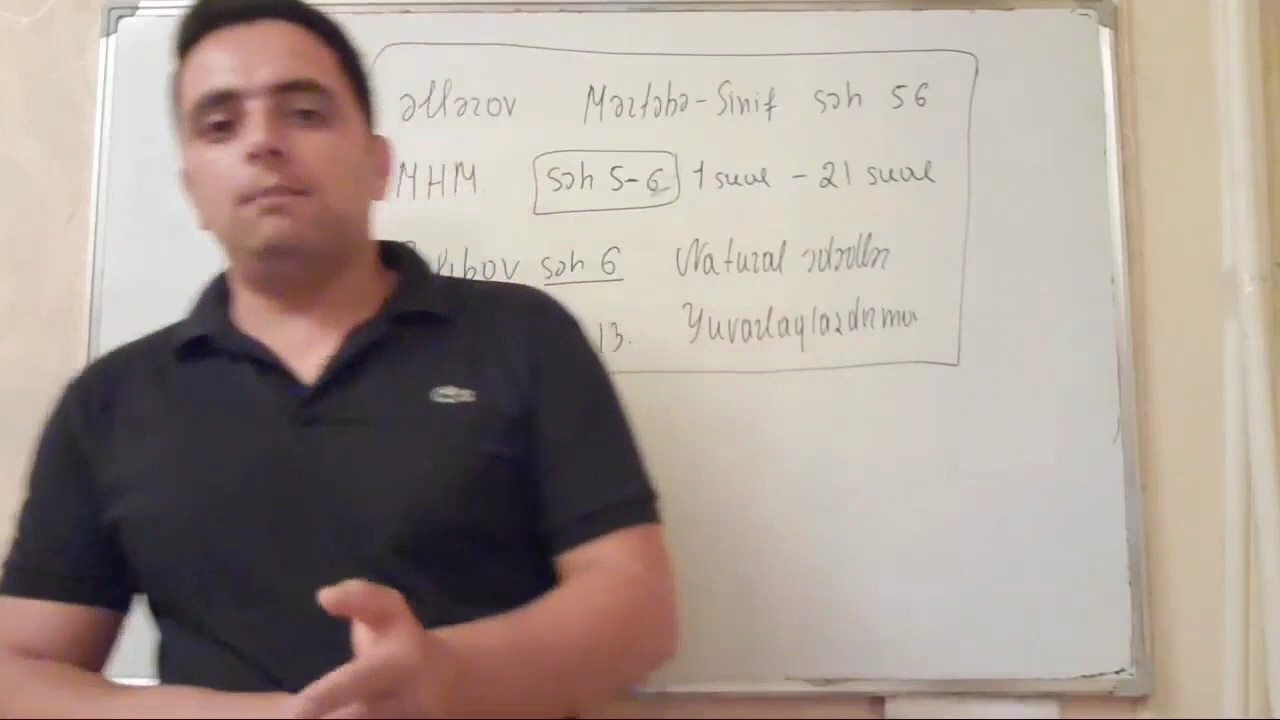 əllərov Mərtəbə-Sinif səh 56
MHM səh 5-6 1 sual - 21 sual
kıbov səh 6 Natural ədədlər
13. Yuvarlaqlaşdırma